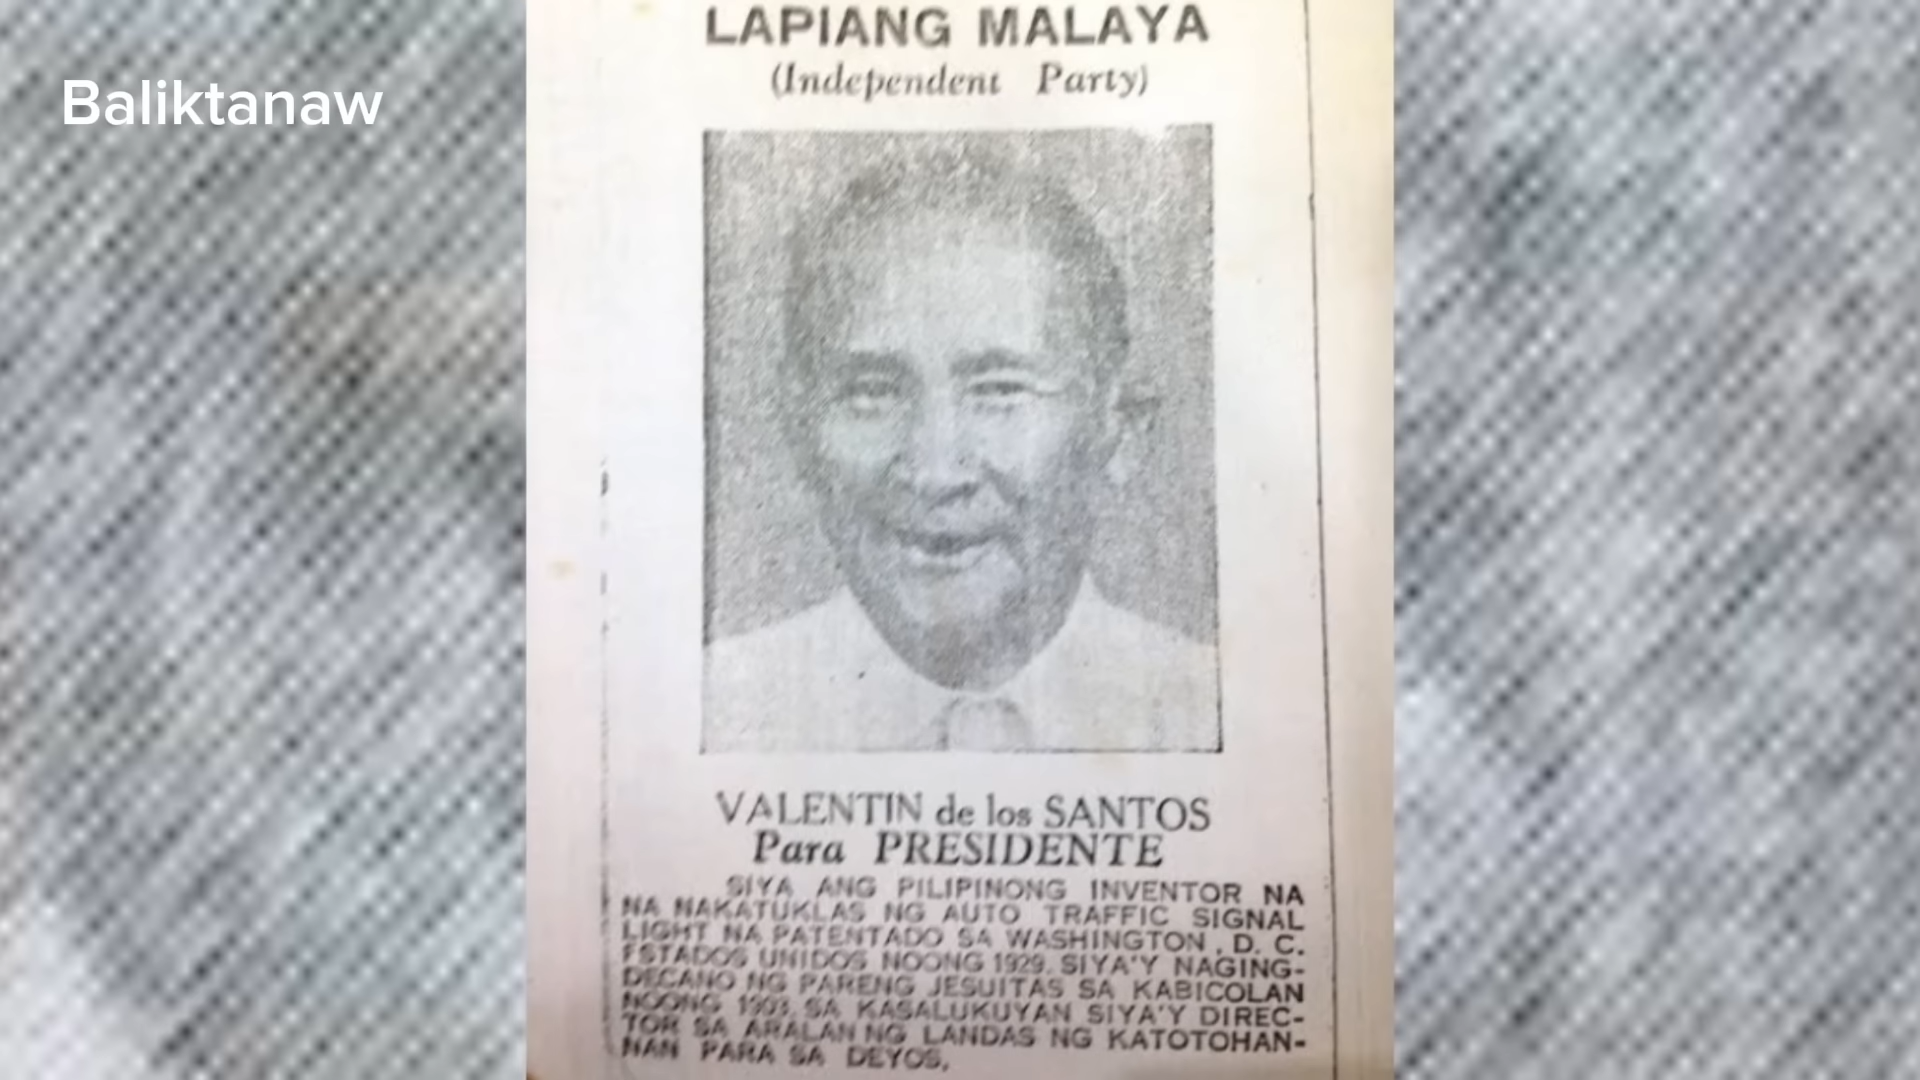 Baliktanaw
LAPIANG MALAYA
(Independent Party)
VALENTIN de los SANTOS
Para PRESIDENTE
SIYA ANG PILIPINONG INVENTOR NA
NA NAKATUKLAS NG AUTO TRAFFIC SIGNAL
LIGHT NA PATENTADO SA WASHINGTON, D. C.
ESTADOS UNIDOS NOONG 1929. SIYA'Y NAGING-
DECANO NG PARENG JESUITAS SA KABICOLAN
NOONG 1903. SA KASALUKUYAN SIYA'Y DIREC-
TOR SA ARALAN NG LANDAS NG KATOTOHAN-
NAN PARA SA DEYOS.